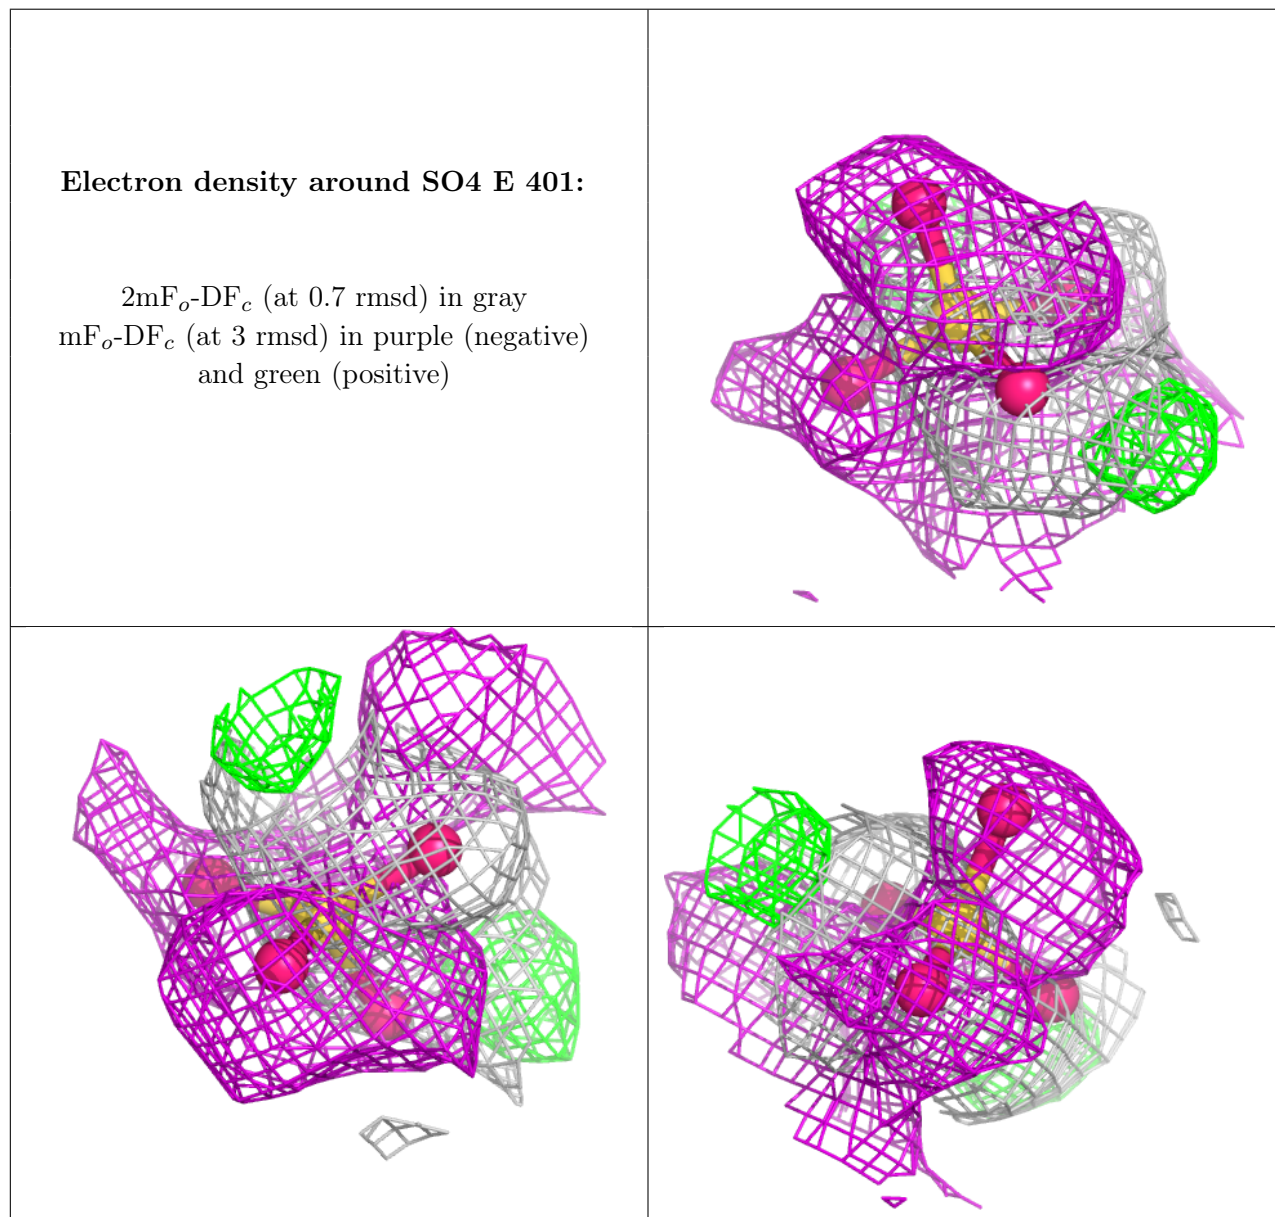 Electron density around SO4 E 401:
2mFo-DFc (at 0.7 rmsd) in gray
mFo-DFc (at 3 rmsd) in purple (negative)
and green (positive)